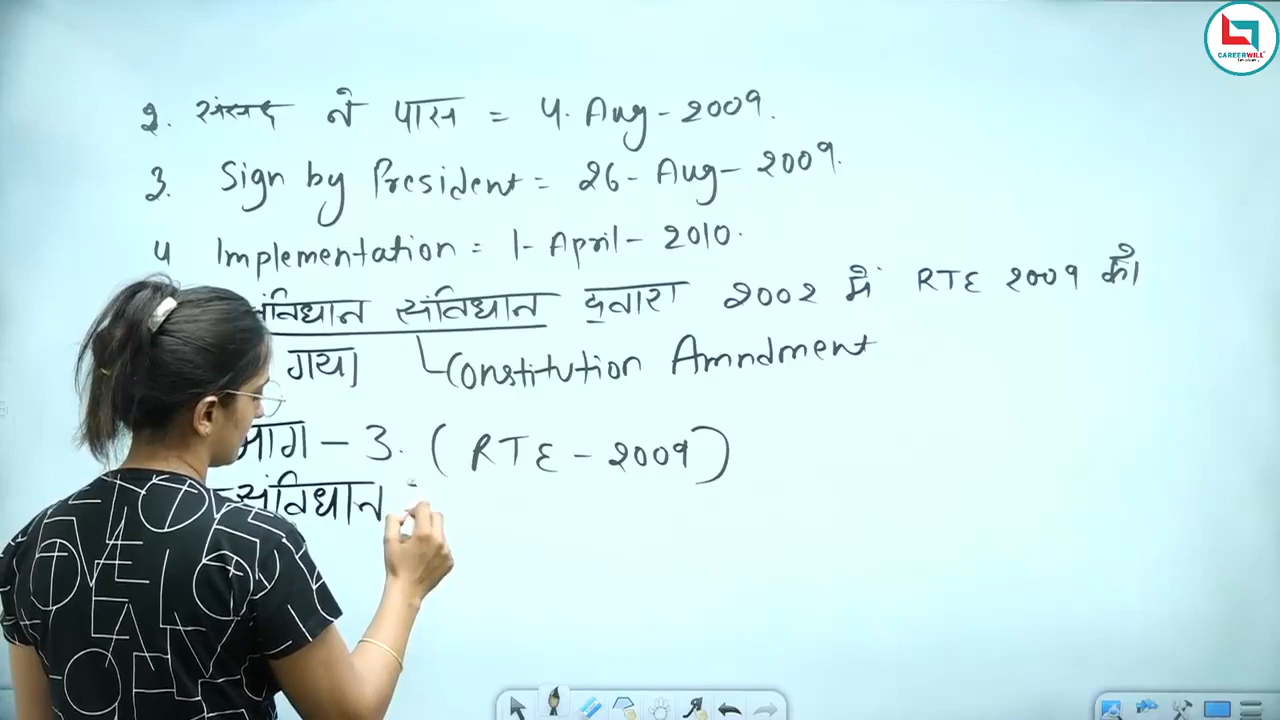 2. संसद ने पास = 4. Aug - 2009.
3. Sign by President = 26 - Aug - 2009.
4 Implementation = 1 - April - 2010.
संविधान संविधान द्वारा 2002 में RTE 2009 को
गया
Constitution Amndment
भाग - 3. (RTE - 2009)
संविधान
CAREERWILL